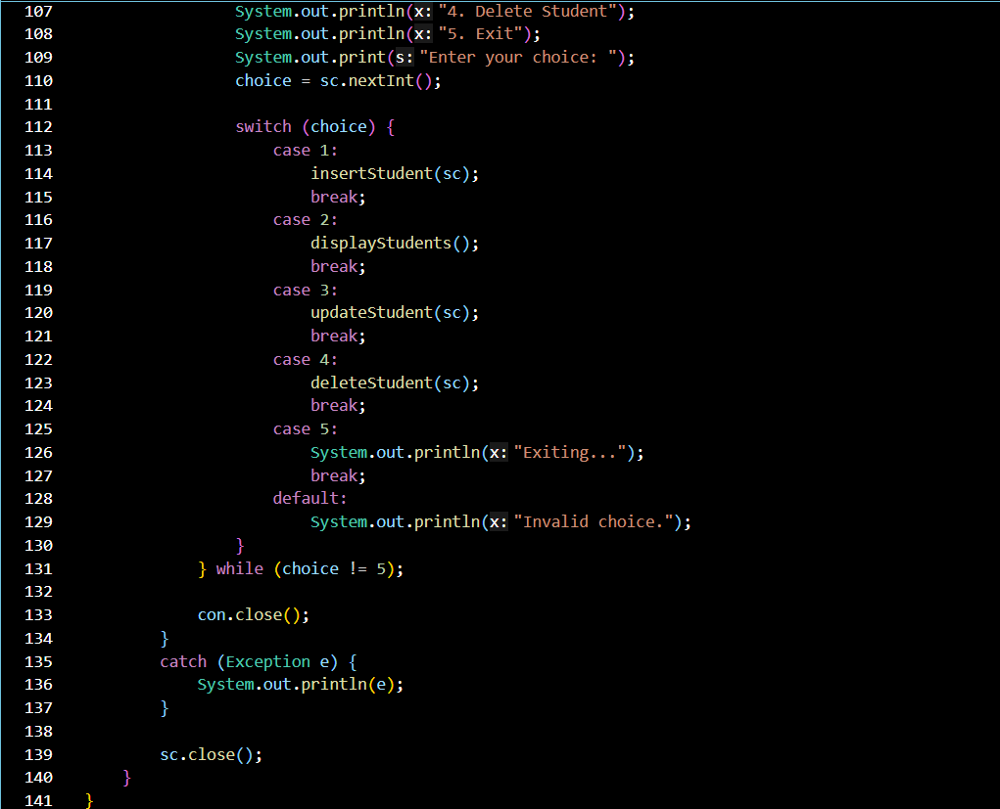 107                    System.out.println(x: "4. Delete Student");
108                    System.out.println(x: "5. Exit");
109                    System.out.print(s: "Enter your choice: ");
110                    choice = sc.nextInt();
111
112                    switch (choice) {
113                        case 1:
114                            insertStudent(sc);
115                            break;
116                        case 2:
117                            displayStudents();
118                            break;
119                        case 3:
120                            updateStudent(sc);
121                            break;
122                        case 4:
123                            deleteStudent(sc);
124                            break;
125                        case 5:
126                            System.out.println(x: "Exiting...");
127                            break;
128                        default:
129                            System.out.println(x: "Invalid choice.");
130                    }
131                } while (choice != 5);
132
133                con.close();
134            }
135            catch (Exception e) {
136                System.out.println(e);
137            }
138
139            sc.close();
140        }
141    }